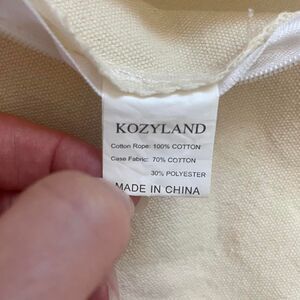 KOZYLAND
Cotton Rope: 100% COTTON
Case Fabric: 70% COTTON
30% POLYESTER
MADE IN CHINA